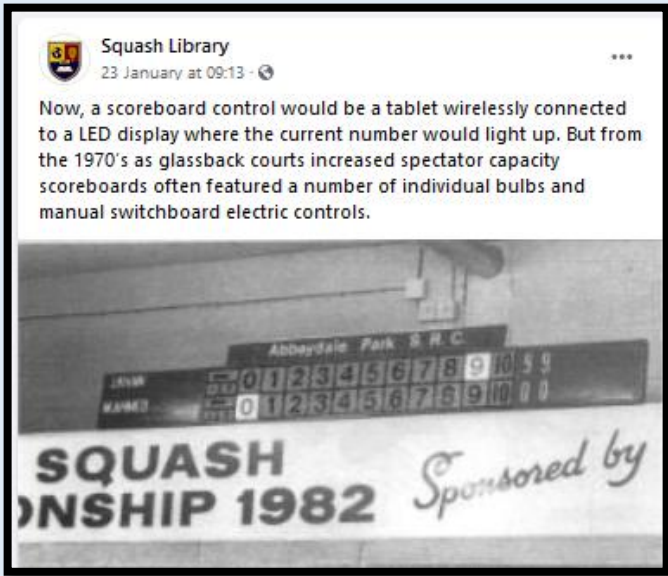 Squash Library
23 January at 09:13 ·
Now, a scoreboard control would be a tablet wirelessly connected
to a LED display where the current number would light up. But from
the 1970's as glassback courts increased spectator capacity
scoreboards often featured a number of individual bulbs and
manual switchboard electric controls.
Abbeydale Park S.R.C.
0 1 2 3 4 5 6 7 8 9 10 5 9
0 1 2 3 4 5 6 7 8 9 10 0 0
SQUASH
ONSHIP 1982
Sponsored by